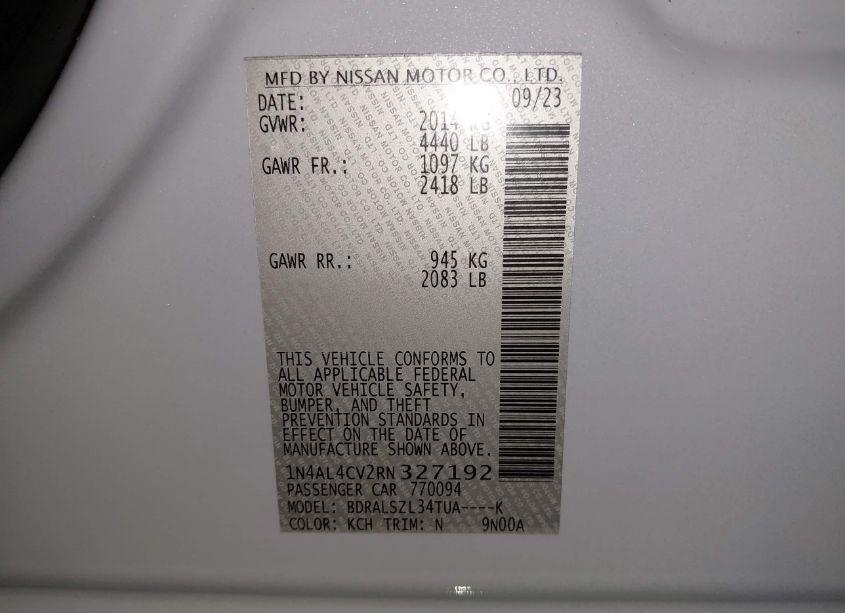 MFD BY NISSAN MOTOR CO., LTD.
DATE: 09/23
GVWR: 2014 KG
4440 LB
GAWR FR.: 1097 KG
2418 LB
GAWR RR.: 945 KG
2083 LB
THIS VEHICLE CONFORMS TO
ALL APPLICABLE FEDERAL
MOTOR VEHICLE SAFETY,
BUMPER, AND THEFT
PREVENTION STANDARDS IN
EFFECT ON THE DATE OF
MANUFACTURE SHOWN ABOVE.
1N4AL4CV2RN327192
PASSENGER CAR 770094
MODEL: BDRALSZL34TUA----K
COLOR: KCH TRIM: N 9N00A